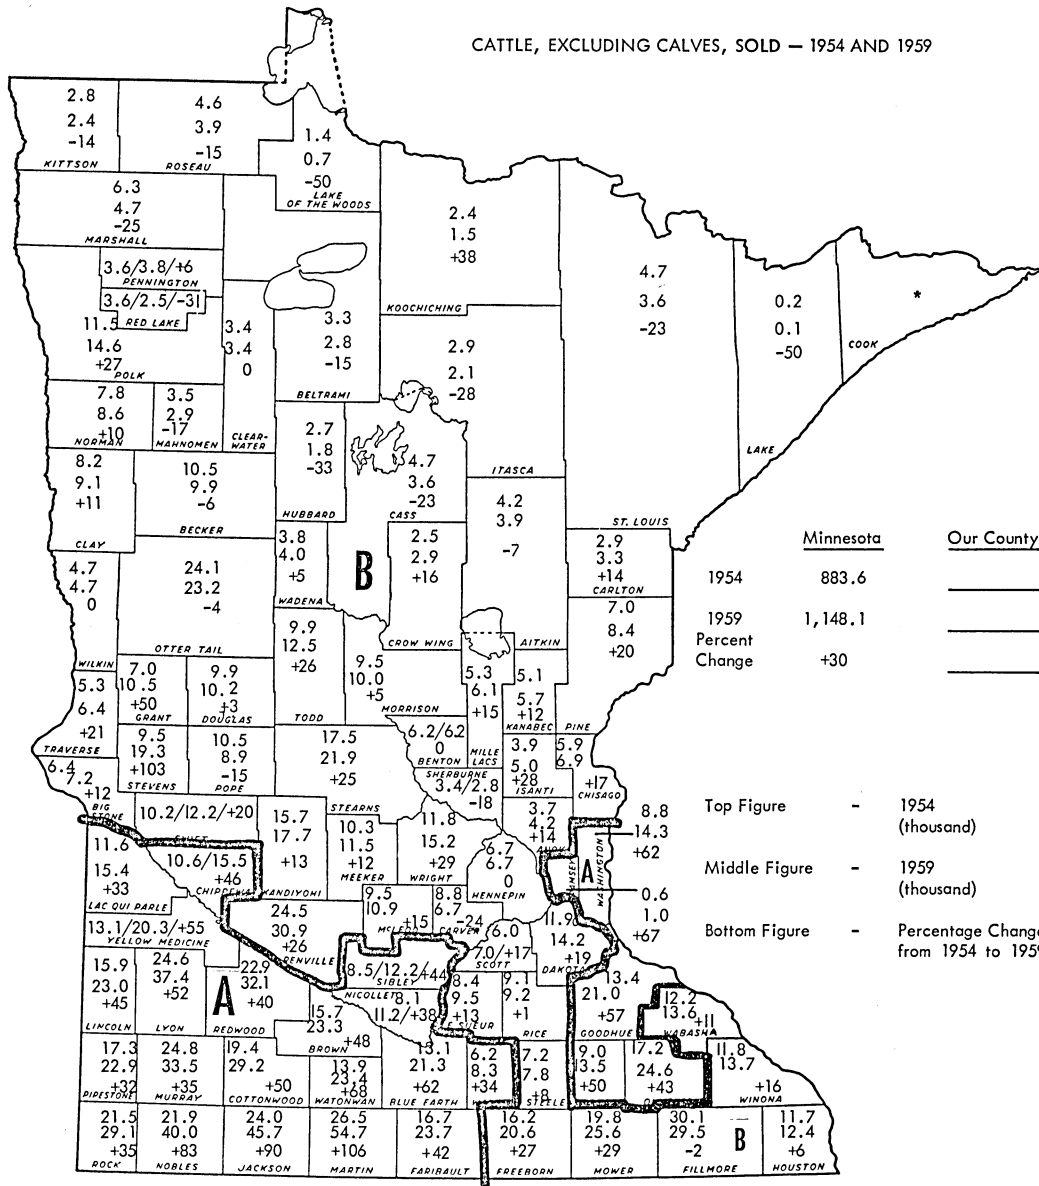 CATTLE, EXCLUDING CALVES, SOLD — 1954 AND 1959
2.8
2.4
-14
KITTSON
4.6
3.9
-15
ROSEAU
1.4
0.7
-50
LAKE
OF THE WOODS
6.3
4.7
-25
MARSHALL
2.4
1.5
+38
KOOCHICHING
4.7
3.6
-23
ST. LOUIS
0.2
0.1
-50
LAKE
*
COOK
3.6/3.8/+6
PENNINGTON
3.6/2.5/-31
RED LAKE
11.5
14.6
+27
POLK
3.4
3.4
0
CLEAR-
WATER
3.3
2.8
-15
BELTRAMI
2.9
2.1
-28
ITASCA
7.8
8.6
+10
NORMAN
3.5
2.9
-17
MAHNOMEN
2.7
1.8
-33
HUBBARD
4.7
3.6
-23
CASS
8.2
9.1
+11
CLAY
10.5
9.9
-6
BECKER
4.2
3.9
-7
AITKIN
3.8
4.0
+5
WADENA
B
2.5
2.9
+16
CROW WING
2.9
3.3
+14
CARLTON
4.7
4.7
0
WILKIN
24.1
23.2
-4
OTTER TAIL
7.0
8.4
+20
PINE
9.9
12.5
+26
TODD
9.5
10.0
+5
MORRISON
5.3
6.1
+15
MILLE
LACS
5.1
5.7
+12
KANABEC
5.3
6.4
+21
TRAVERSE
7.0
10.5
+50
GRANT
9.9
10.2
+3
DOUGLAS
9.5
19.3
+103
STEVENS
10.5
8.9
-15
POPE
17.5
21.9
+25
STEARNS
6.2/6.2
0
BENTON
SHERBURNE
3.4/2.8
-18
3.9
5.0
+28
ISANTI
5.9
6.9
+17
CHISAGO
6.4
7.2
+12
BIG
STONE
10.2/12.2/+20
SWIFT
15.7
17.7
+13
KANDIYOHI
10.3
11.5
+12
MEEKER
11.8
15.2
+29
WRIGHT
3.7
4.2
+14
6.7
6.7
0
HENNEPIN
8.8
14.3
+62
WASHINGTON
A
RAMSEY
0.6
1.0
+67
11.6
15.4
+33
LAC QUI PARLE
10.6/15.5
+46
CHIPPEWA
24.5
30.9
+26
RENVILLE
9.5
10.9
+15
MCLEOD
8.8
6.7
-24
CARVER
6.0
7.0/+17
SCOTT
11.9
14.2
+19
DAKOTA
13.1/20.3/+55
YELLOW MEDICINE
8.5/12.2/+44
SIBLEY
15.9
23.0
+45
LINCOLN
24.6
37.4
+52
LYON
A
22.9
32.1
+40
REDWOOD
15.7
23.3
+48
BROWN
NICOLLET
8.1
11.2/+38
8.4
9.5
+13
LE SUEUR
9.1
9.2
+1
RICE
13.4
21.0
+57
GOODHUE
12.2
13.6
+11
WABASHA
17.3
22.9
+32
PIPESTONE
24.8
33.5
+35
MURRAY
19.4
29.2
+50
COTTONWOOD
13.9
23.4
+68
WATONWAN
13.1
21.3
+62
BLUE EARTH
6.2
8.3
+34
7.2
7.8
+8
STEELE
9.0
13.5
+50
17.2
24.6
+43
11.8
13.7
+16
WINONA
21.5
29.1
+35
ROCK
21.9
40.0
+83
NOBLES
24.0
45.7
+90
JACKSON
26.5
54.7
+106
MARTIN
16.7
23.7
+42
FARIBAULT
16.2
20.6
+27
FREEBORN
19.8
25.6
+29
MOWER
30.1
29.5
-2
FILLMORE
B
11.7
12.4
+6
HOUSTON
Minnesota Our County
1954 883.6
1959 1,148.1
Percent
Change +30
Top Figure - 1954
(thousand)
Middle Figure - 1959
(thousand)
Bottom Figure - Percentage Change
from 1954 to 1959